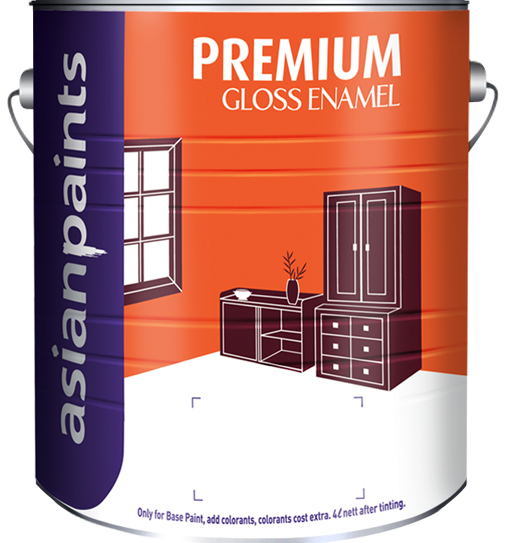 asianpaints
PREMIUM
GLOSS ENAMEL
Only for Base Paint, add colorants, colorants cost extra. 4ℓ nett after tinting.